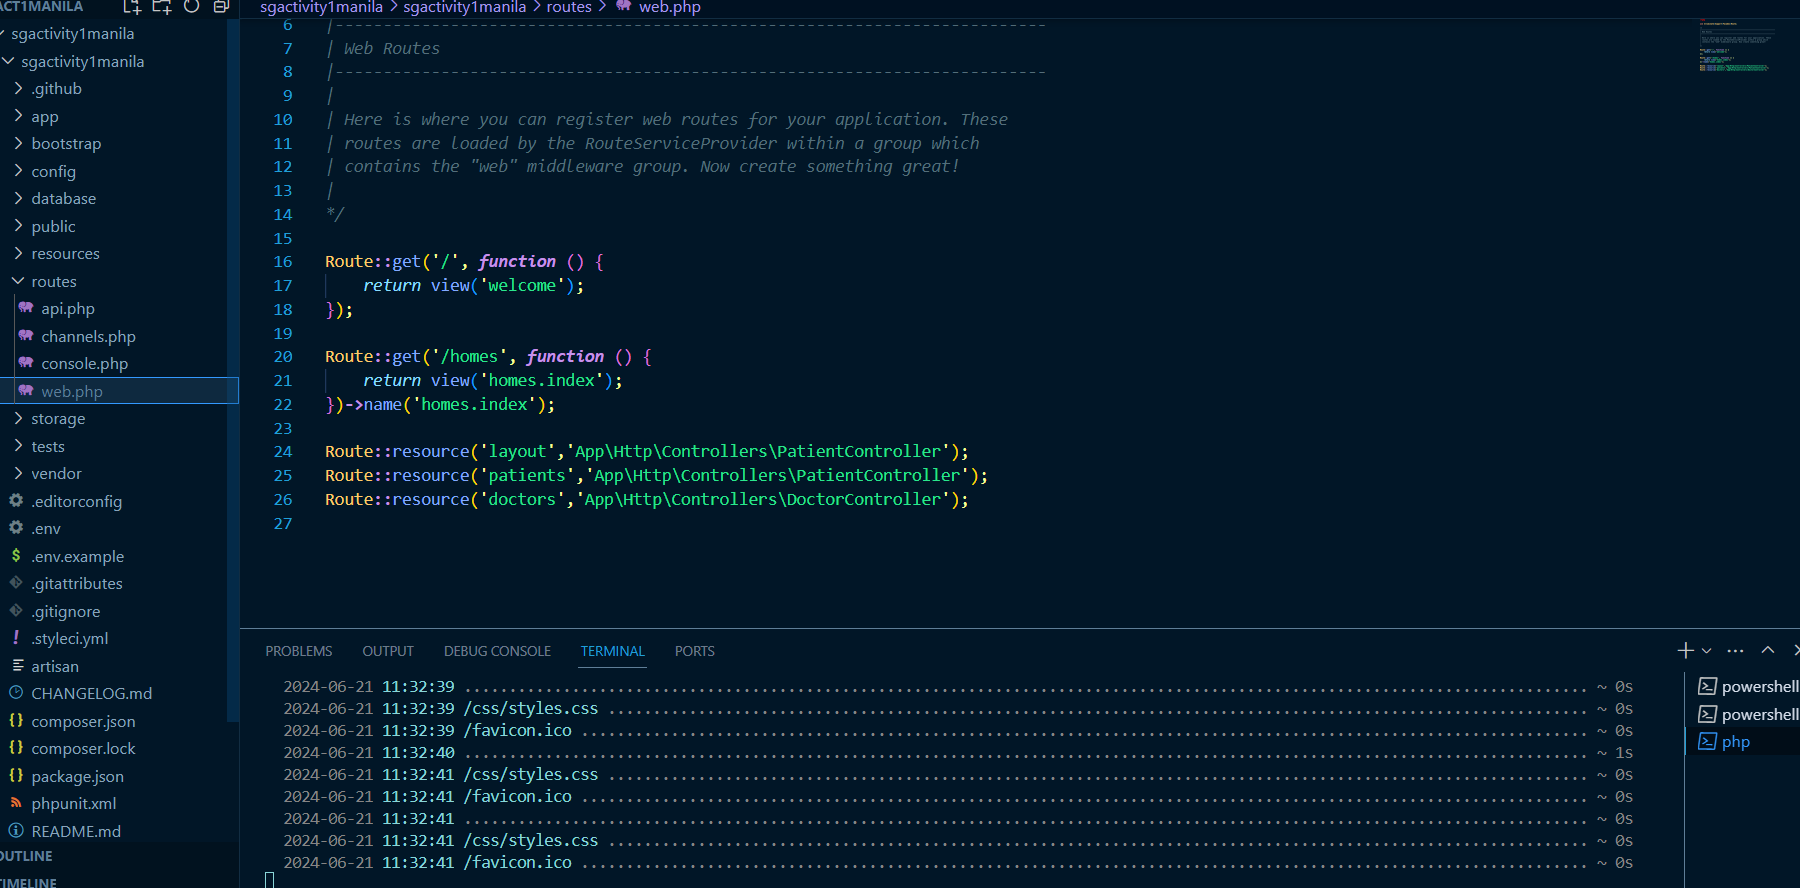 ACT1MANILA
sgactivity1manila
sgactivity1manila
.github
app
bootstrap
config
database
public
resources
routes
api.php
channels.php
console.php
web.php
storage
tests
vendor
.editorconfig
.env
.env.example
.gitattributes
.gitignore
.styleci.yml
artisan
CHANGELOG.md
composer.json
composer.lock
package.json
phpunit.xml
README.md
OUTLINE
TIMELINE
sgactivity1manila > sgactivity1manila > routes > web.php
6 |--------------------------------------------------------------------------
7 | Web Routes
8 |--------------------------------------------------------------------------
9 |
10 | Here is where you can register web routes for your application. These
11 | routes are loaded by the RouteServiceProvider within a group which
12 | contains the "web" middleware group. Now create something great!
13 |
14 */
15
16 Route::get('/', function () {
17     return view('welcome');
18 });
19
20 Route::get('/homes', function () {
21     return view('homes.index');
22 })->name('homes.index');
23
24 Route::resource('layout','App\Http\Controllers\PatientController');
25 Route::resource('patients','App\Http\Controllers\PatientController');
26 Route::resource('doctors','App\Http\Controllers\DoctorController');
27
PROBLEMS OUTPUT DEBUG CONSOLE TERMINAL PORTS
2024-06-21 11:32:39 ........ ~ 0s
2024-06-21 11:32:39 /css/styles.css ........ ~ 0s
2024-06-21 11:32:39 /favicon.ico ........ ~ 0s
2024-06-21 11:32:40 ........ ~ 1s
2024-06-21 11:32:41 /css/styles.css ........ ~ 0s
2024-06-21 11:32:41 /favicon.ico ........ ~ 0s
2024-06-21 11:32:41 ........ ~ 0s
2024-06-21 11:32:41 /css/styles.css ........ ~ 0s
2024-06-21 11:32:41 /favicon.ico ........ ~ 0s
powershell
powershell
php